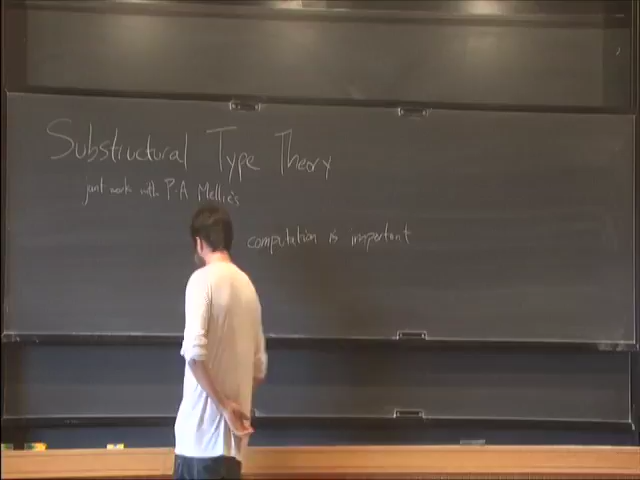 Substructural Type Theory
joint work with P-A Melliès
computation is important